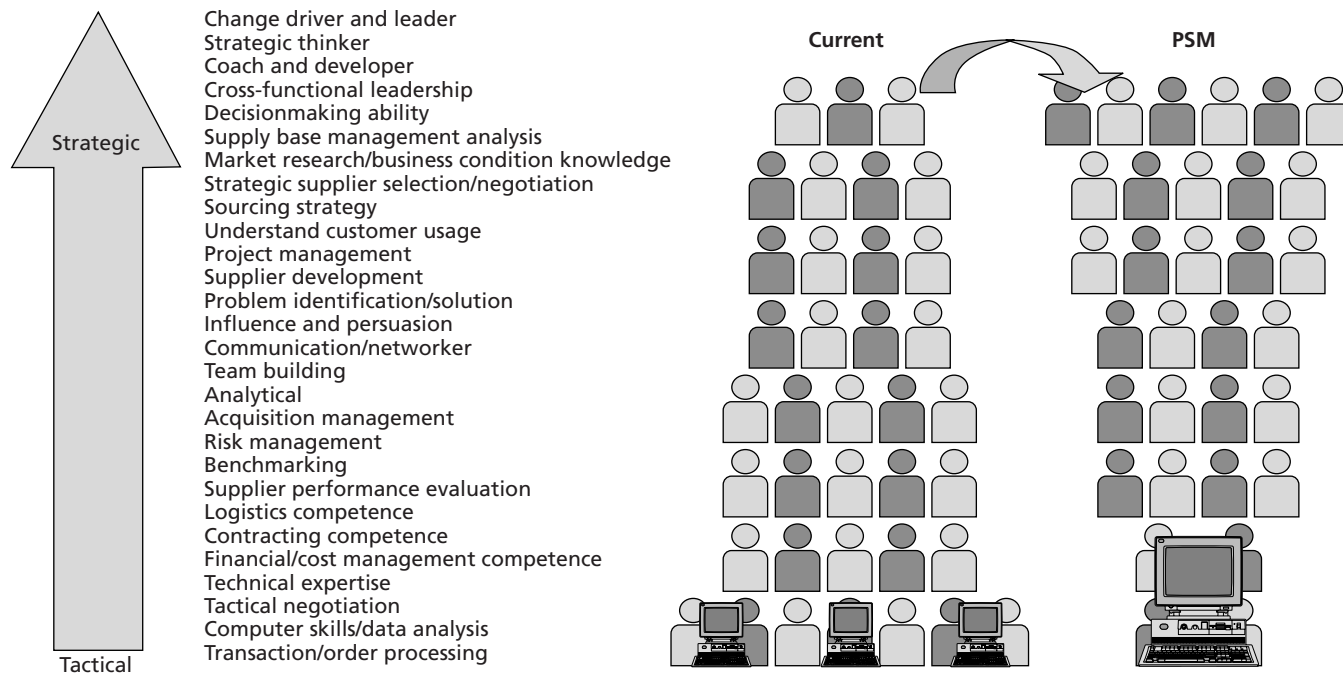 Change driver and leader
Strategic thinker
Coach and developer
Cross-functional leadership
Decisionmaking ability
Supply base management analysis
Market research/business condition knowledge
Strategic supplier selection/negotiation
Sourcing strategy
Understand customer usage
Project management
Supplier development
Problem identification/solution
Influence and persuasion
Communication/networker
Team building
Analytical
Acquisition management
Risk management
Benchmarking
Supplier performance evaluation
Logistics competence
Contracting competence
Financial/cost management competence
Technical expertise
Tactical negotiation
Computer skills/data analysis
Transaction/order processing
Strategic
Tactical
Current
PSM